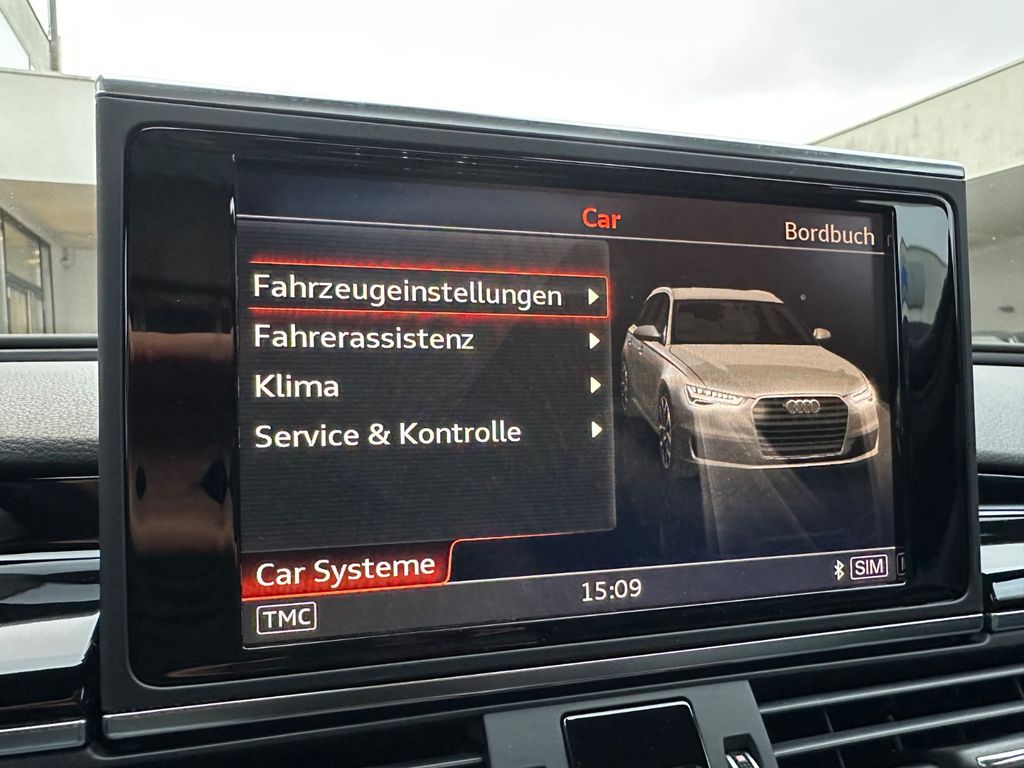 Car
Bordbuch
Fahrzeugeinstellungen
Fahrerassistenz
Klima
Service & Kontrolle
Car Systeme
15:09
SIM
TMC